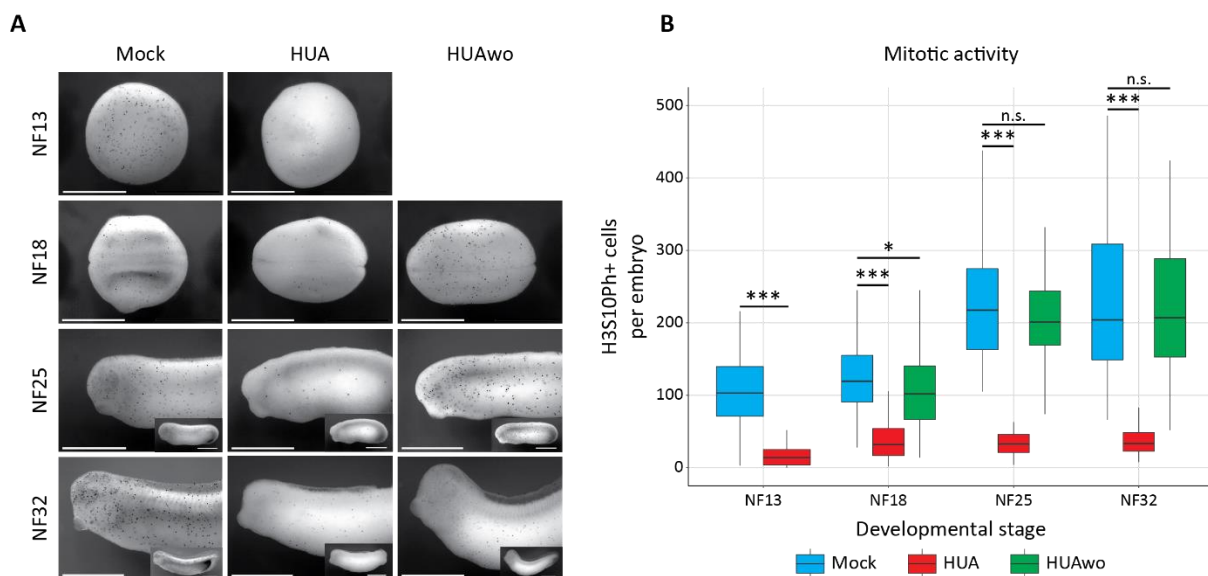 A
Mock HUA HUAwo
NF13
NF18
NF25
NF32
B
Mitotic activity
H3S10Ph+ cells
per embryo
500
400
300
200
100
0
***
***
*
***
n.s.
***
n.s.
NF13 NF18 NF25 NF32
Developmental stage
Mock HUA HUAwo